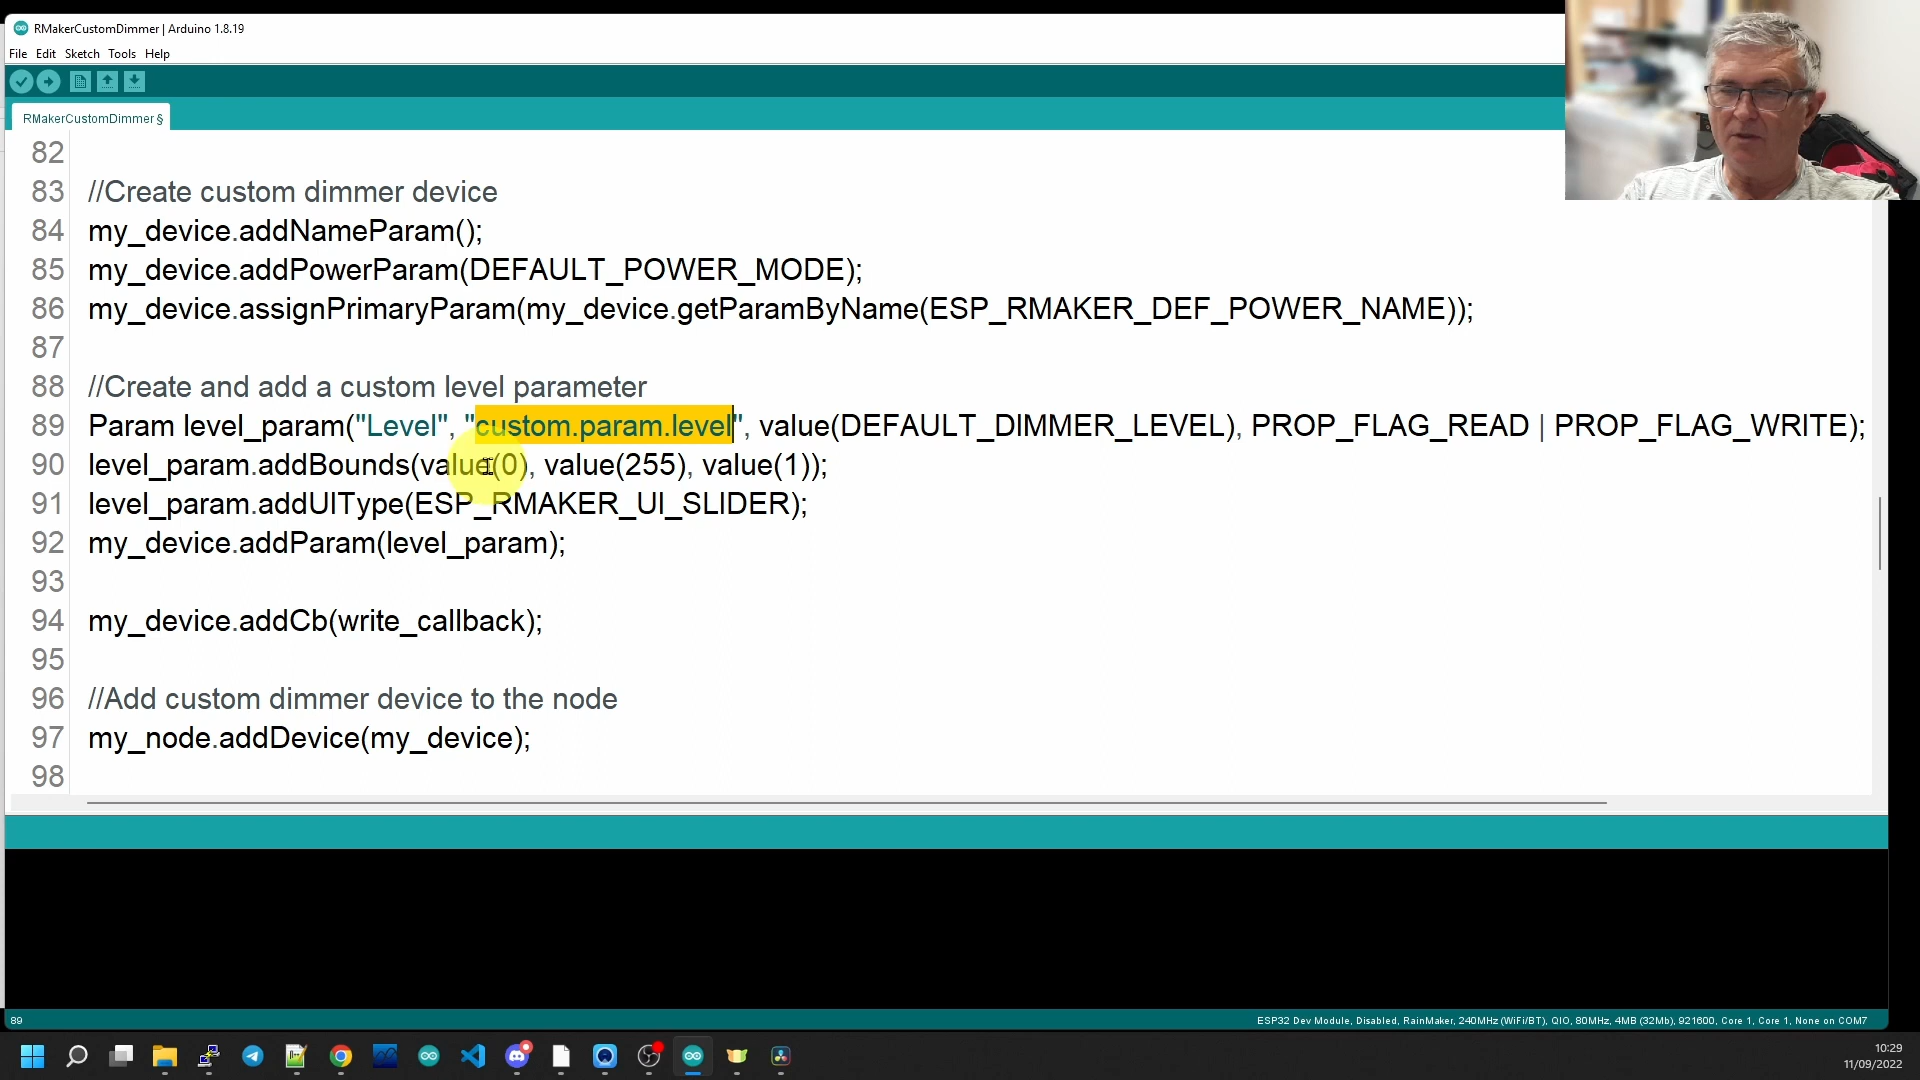 RMakerCustomDimmer | Arduino 1.8.19
File Edit Sketch Tools Help
RMakerCustomDimmer §
82
83 //Create custom dimmer device
84 my_device.addNameParam();
85 my_device.addPowerParam(DEFAULT_POWER_MODE);
86 my_device.assignPrimaryParam(my_device.getParamByName(ESP_RMAKER_DEF_POWER_NAME));
87
88 //Create and add a custom level parameter
89 Param level_param("Level", "custom.param.level", value(DEFAULT_DIMMER_LEVEL), PROP_FLAG_READ | PROP_FLAG_WRITE);
90 level_param.addBounds(value(0), value(255), value(1));
91 level_param.addUIType(ESP_RMAKER_UI_SLIDER);
92 my_device.addParam(level_param);
93
94 my_device.addCb(write_callback);
95
96 //Add custom dimmer device to the node
97 my_node.addDevice(my_device);
98
89 ESP32 Dev Module, Disabled, RainMaker, 240MHz (WiFi/BT), QIO, 80MHz, 4MB (32Mb), 921600, Core 1, Core 1, None on COM7
10:29
11/09/2022